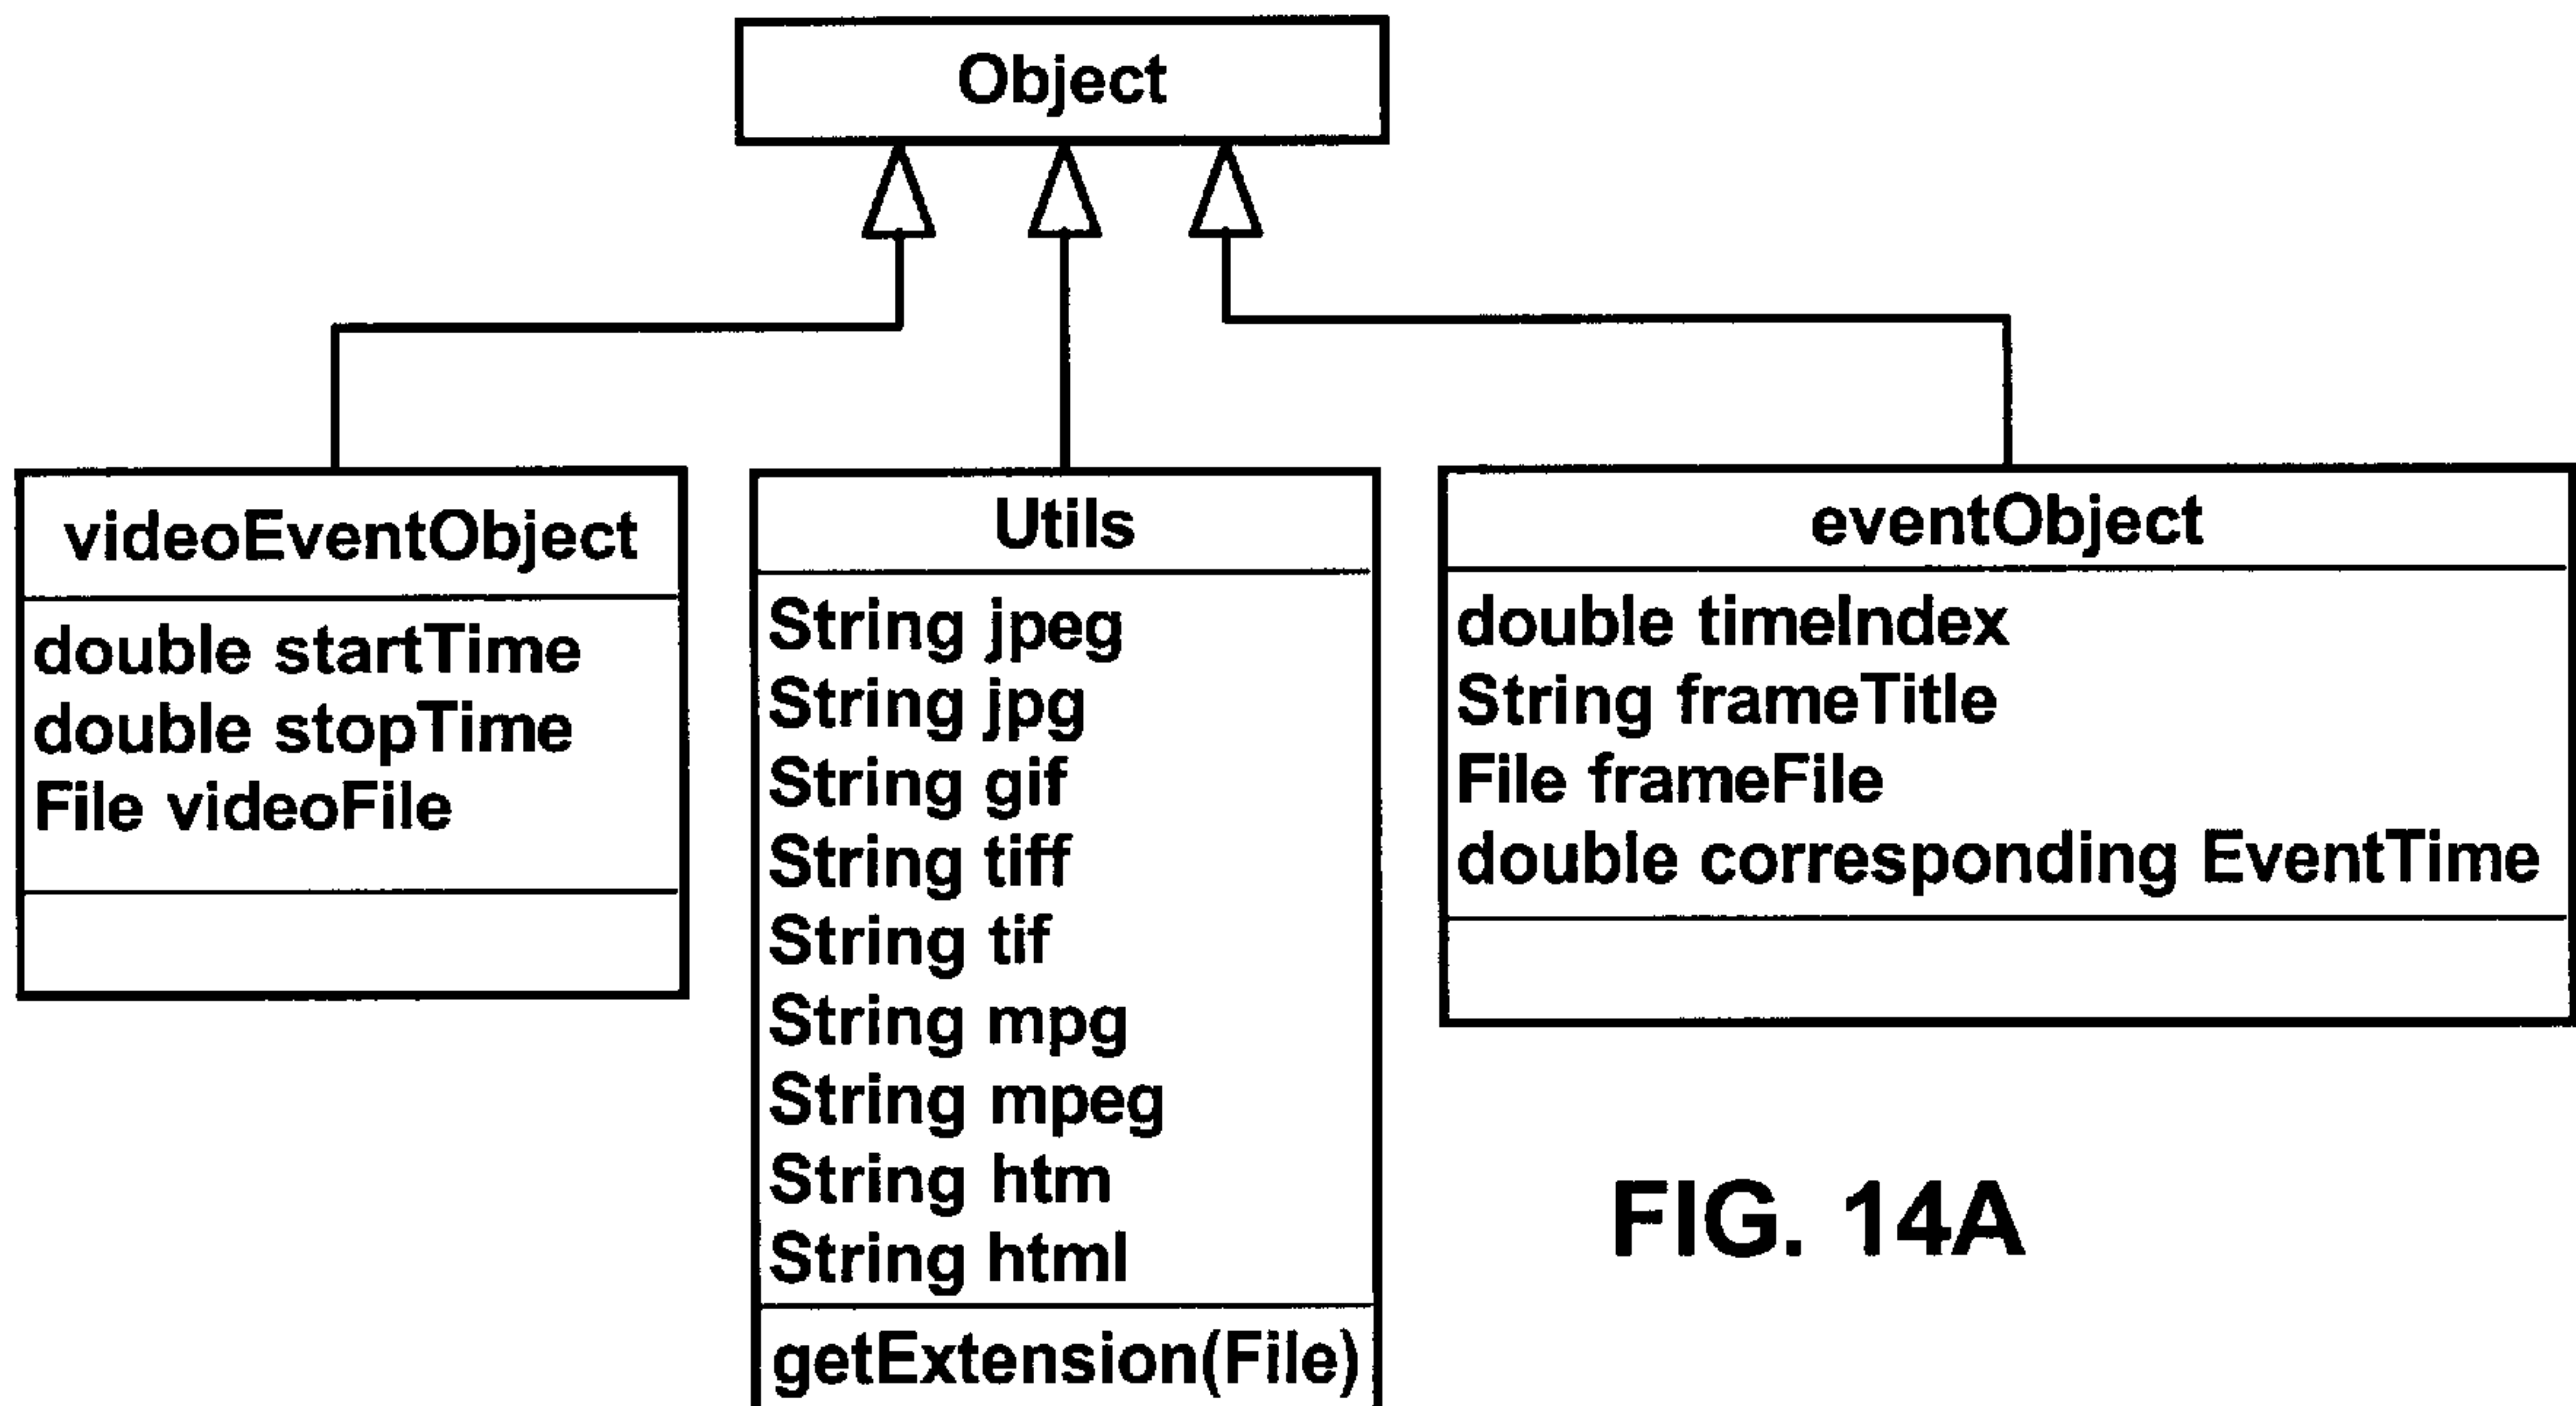 Object
videoEventObject
double startTime
double stopTime
File videoFile
Utils
String jpeg
String jpg
String gif
String tiff
String tif
String mpg
String mpeg
String htm
String html
getExtension(File)
eventObject
double timeIndex
String frameTitle
File frameFile
double corresponding EventTime
FIG. 14A